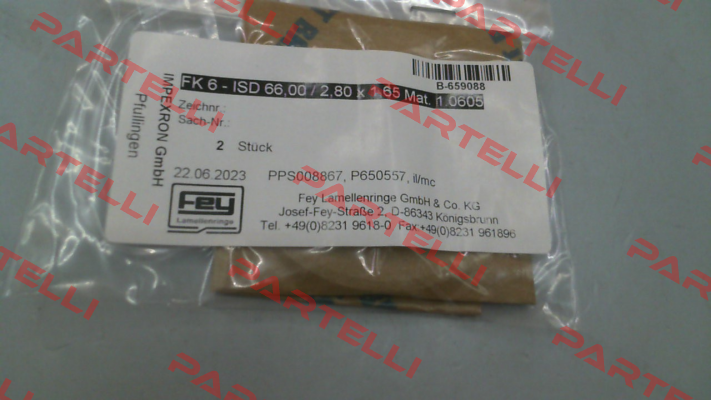 B-659088
FK 6 - ISD 66,00 / 2,80 x 1,65 Mat. 1.0605
Zeichnr.:
Sach-Nr.:
2 Stück
22.06.2023 PPS008867, P650557, il/mc
Fey
Lamellenringe
Fey Lamellenringe GmbH & Co. KG
Josef-Fey-Straße 2, D-86343 Königsbrunn
Tel. +49(0)8231 9618-0, Fax +49(0)8231 961896
IMPEXRON GmbH
Pfullingen
PARTELLI
PARTELLI
PARTELLI
PARTELLI
PARTELLI
PARTELLI